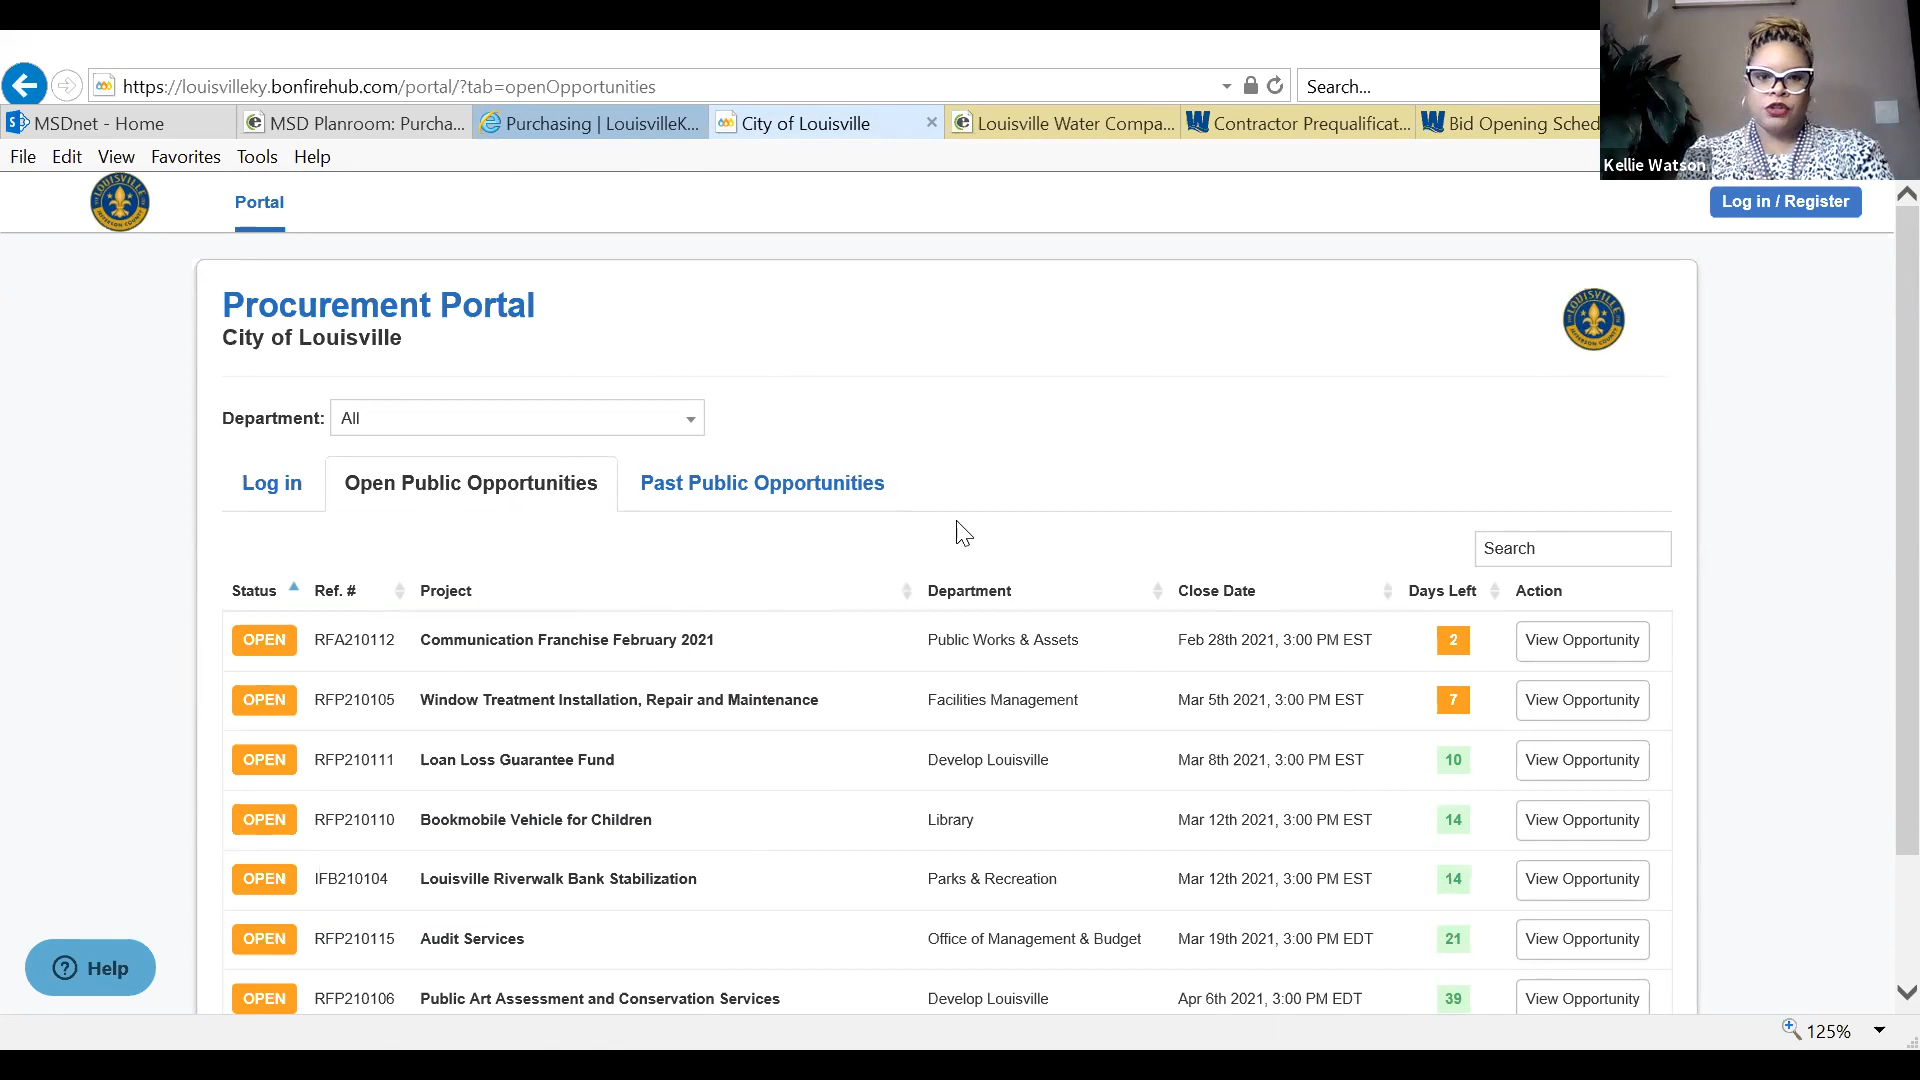 https://louisvilleky.bonfirehub.com/portal/?tab=openOpportunities
Search...
MSDnet - Home
MSD Planroom: Purcha...
Purchasing | LouisvilleK...
City of Louisville
Louisville Water Compa...
Contractor Prequalificat...
Bid Opening Sched
File Edit View Favorites Tools Help
Kellie Watson
Portal
Log in / Register
Procurement Portal
City of Louisville
Department: All
Log in
Open Public Opportunities
Past Public Opportunities
Search
Status Ref. # Project Department Close Date Days Left Action
OPEN RFA210112 Communication Franchise February 2021 Public Works & Assets Feb 28th 2021, 3:00 PM EST 2 View Opportunity
OPEN RFP210105 Window Treatment Installation, Repair and Maintenance Facilities Management Mar 5th 2021, 3:00 PM EST 7 View Opportunity
OPEN RFP210111 Loan Loss Guarantee Fund Develop Louisville Mar 8th 2021, 3:00 PM EST 10 View Opportunity
OPEN RFP210110 Bookmobile Vehicle for Children Library Mar 12th 2021, 3:00 PM EST 14 View Opportunity
OPEN IFB210104 Louisville Riverwalk Bank Stabilization Parks & Recreation Mar 12th 2021, 3:00 PM EST 14 View Opportunity
OPEN RFP210115 Audit Services Office of Management & Budget Mar 19th 2021, 3:00 PM EDT 21 View Opportunity
OPEN RFP210106 Public Art Assessment and Conservation Services Develop Louisville Apr 6th 2021, 3:00 PM EDT 39 View Opportunity
Help
125%